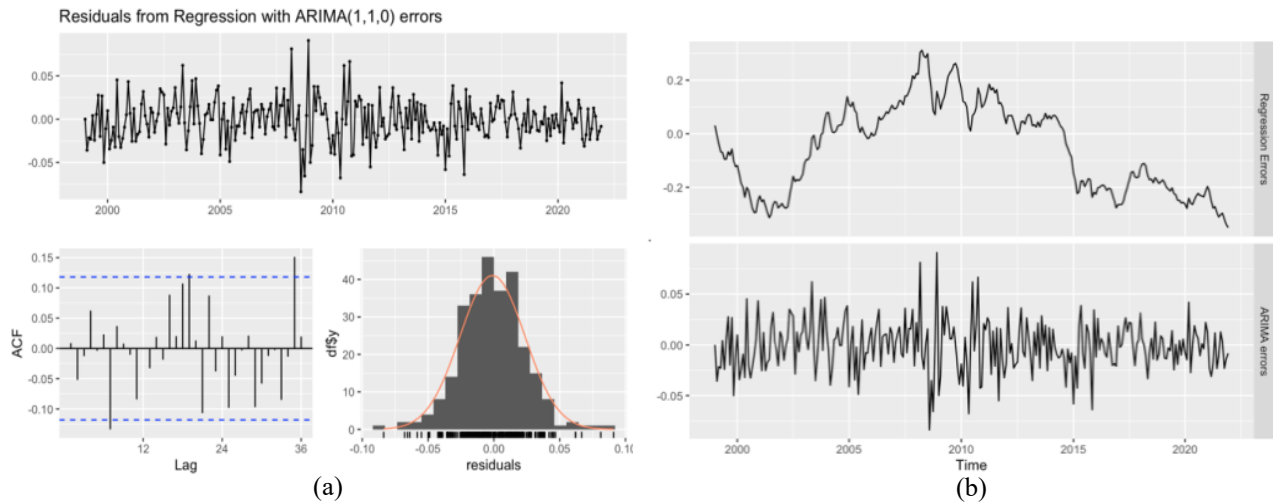 Residuals from Regression with ARIMA(1,1,0) errors
0.05
0.00
-0.05
2000 2005 2010 2015 2020
0.15
0.10
0.05
0.00
-0.05
-0.10
ACF
12 24 36
Lag
40
30
20
10
0
df$y
-0.10 -0.05 0.00 0.05 0.10
residuals
(a)
0.2
0.0
-0.2
Regression Errors
0.05
0.00
-0.05
ARIMA errors
2000 2005 2010 2015 2020
Time
(b)